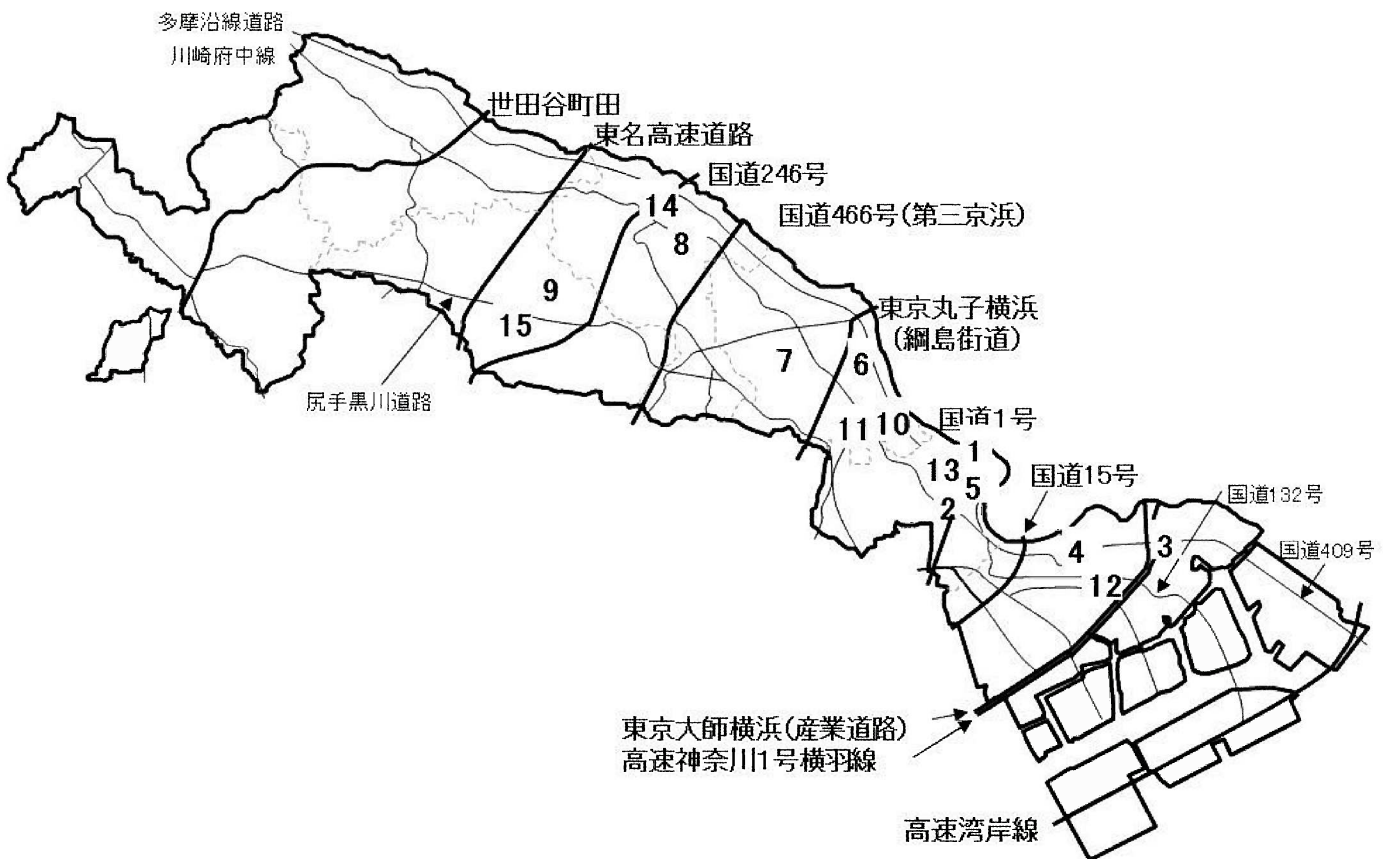 多摩沿線道路
川崎府中線
世田谷町田
東名高速道路
国道246号
14
国道466号(第三京浜)
8
9
15
東京丸子横浜
(綱島街道)
7
6
尻手黒川道路
11
10
国道1号
1
13
5
国道15号
2
国道132号
4
3
国道409号
12
東京大師横浜(産業道路)
高速神奈川1号横羽線
高速湾岸線